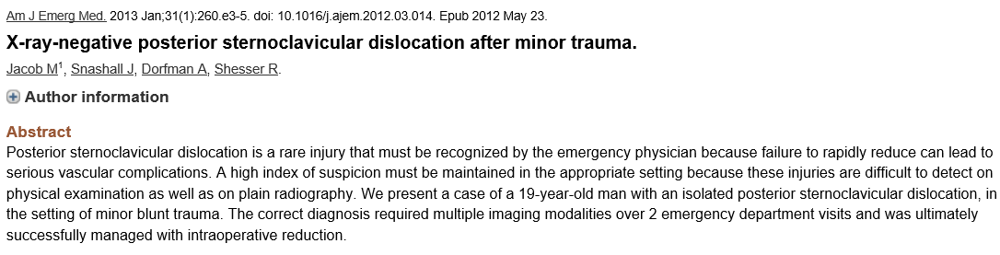 Am J Emerg Med. 2013 Jan;31(1):260.e3-5. doi: 10.1016/j.ajem.2012.03.014. Epub 2012 May 23.
X-ray-negative posterior sternoclavicular dislocation after minor trauma.
Jacob M1, Snashall J, Dorfman A, Shesser R.
Author information
Abstract
Posterior sternoclavicular dislocation is a rare injury that must be recognized by the emergency physician because failure to rapidly reduce can lead to
serious vascular complications. A high index of suspicion must be maintained in the appropriate setting because these injuries are difficult to detect on
physical examination as well as on plain radiography. We present a case of a 19-year-old man with an isolated posterior sternoclavicular dislocation, in
the setting of minor blunt trauma. The correct diagnosis required multiple imaging modalities over 2 emergency department visits and was ultimately
successfully managed with intraoperative reduction.